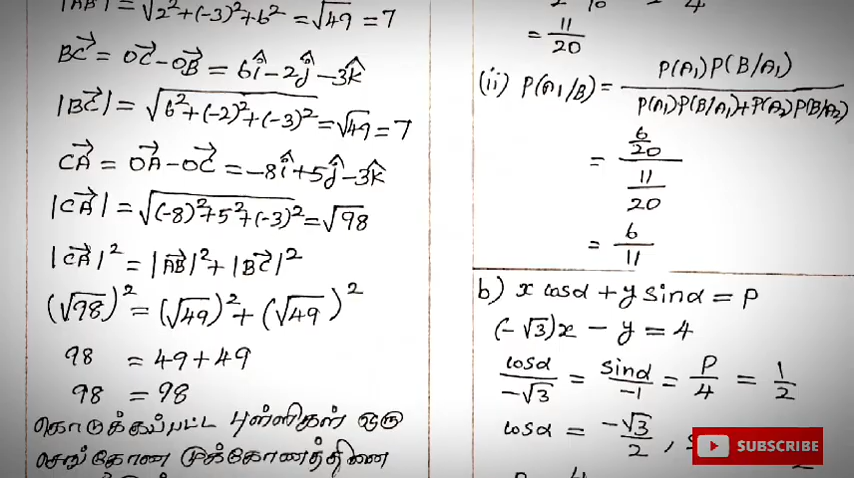 |AB| = √2²+(-3)²+6² = √49 = 7
BC⃗ = OC⃗ - OB⃗ = 6î - 2ĵ - 3k̂
|BC⃗| = √6²+(-2)²+(-3)² = √49 = 7
CA⃗ = OA⃗ - OC⃗ = -8î + 5ĵ - 3k̂
|CA⃗| = √(-8)²+5²+(-3)² = √98
|CA⃗|² = |AB⃗|² + |BC⃗|²
(√98)² = (√49)² + (√49)²
98 = 49 + 49
98 = 98
கொடுக்கப்பட்ட புள்ளிகள் ஒரு
செங்கோண முக்கோணத்தினை
= 11/20
(ii) P(A₁/B) = P(A₁)P(B/A₁) / P(A₁)P(B/A₁)+P(A₂)P(B/A₂)
= 6/20 / 11/20
= 6/11
b) x cosα + y sinα = P
(-√3)x - y = 4
cosα/-√3 = sinα/-1 = P/4 = 1/2
cosα = -√3/2 ,
SUBSCRIBE